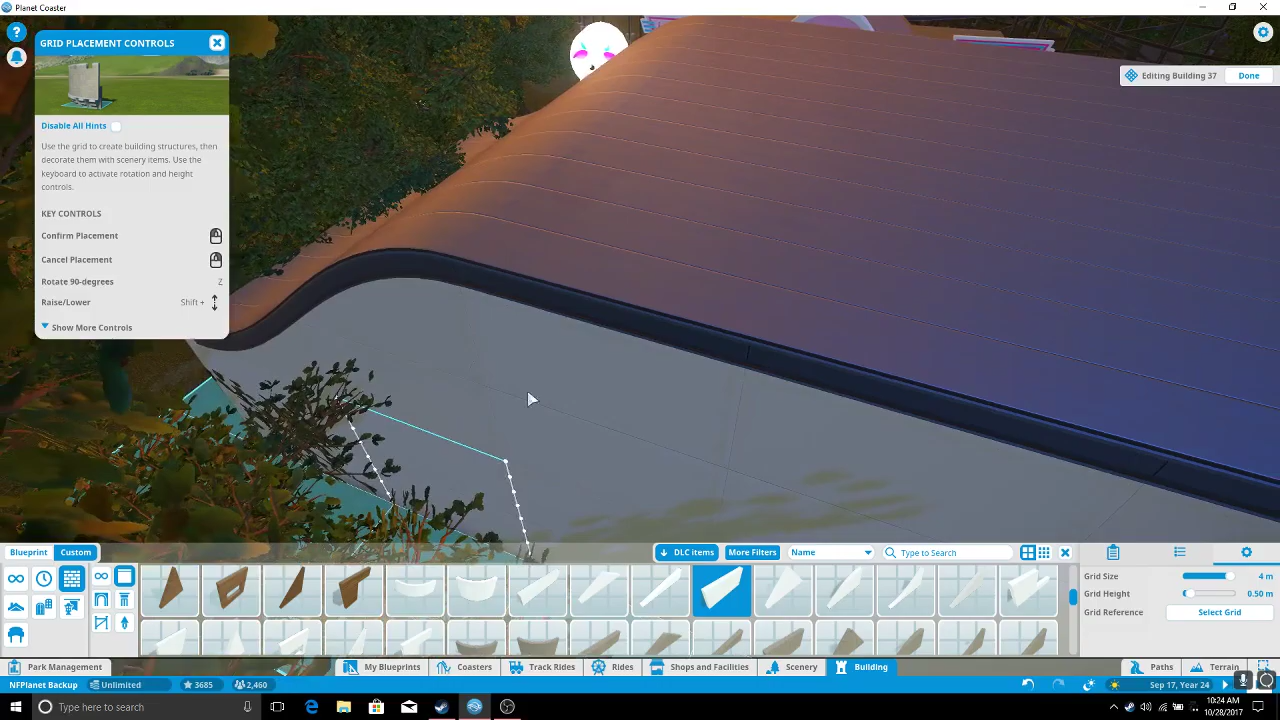 Planet Coaster
GRID PLACEMENT CONTROLS
Disable All Hints
Use the grid to create building structures, then
decorate them with scenery items. Use the
keyboard to activate rotation and height
controls.
KEY CONTROLS
Confirm Placement
Cancel Placement
Rotate 90-degrees Z
Raise/Lower Shift +
Show More Controls
Editing Building 37 Done
Blueprint Custom
DLC items More Filters Name Type to Search
Grid Size 4 m
Grid Height 0.50 m
Grid Reference Select Grid
Park Management My Blueprints Coasters Track Rides Rides Shops and Facilities Scenery Building Paths Terrain
NFPlanet Backup Unlimited 3685 2,460 Sep 17, Year 24
Type here to search
10:24 AM
10/28/2017